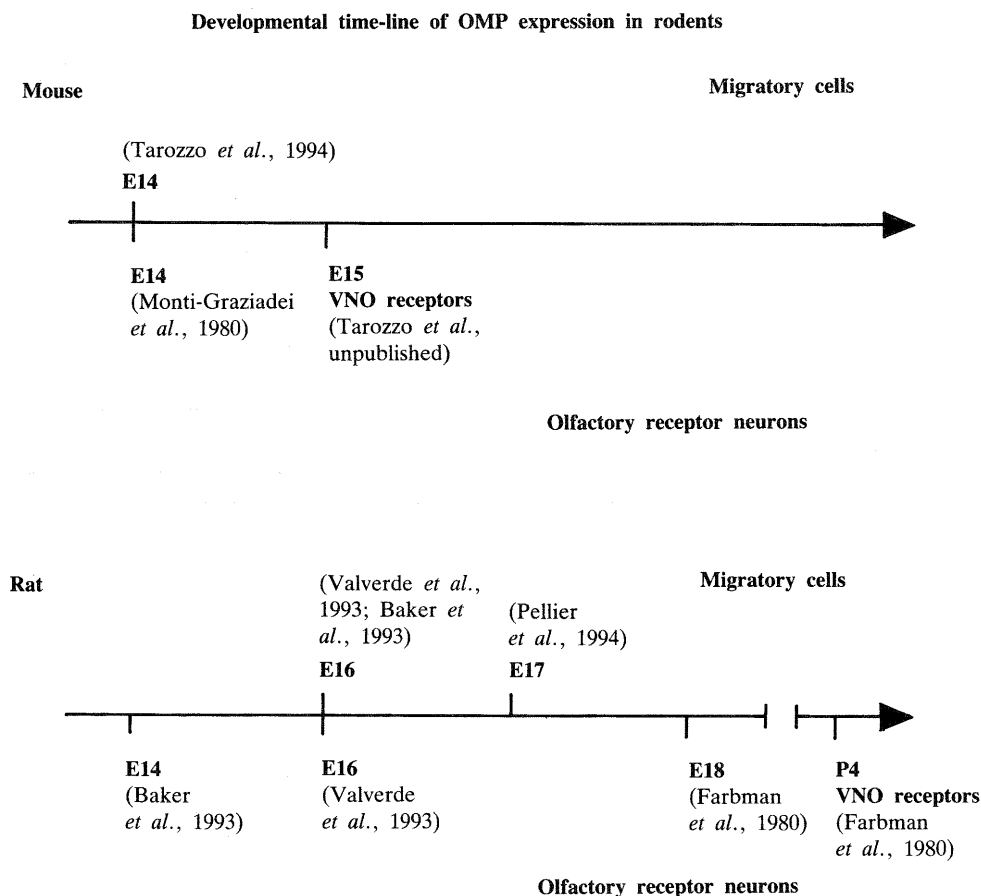 Developmental time-line of OMP expression in rodents
Mouse
Migratory cells
(Tarozzo et al., 1994)
E14
E14
(Monti-Graziadei
et al., 1980)
E15
VNO receptors
(Tarozzo et al.,
unpublished)
Olfactory receptor neurons
Rat
Migratory cells
(Valverde et al.,
1993; Baker et
al., 1993)
E16
(Pellier
et al., 1994)
E17
E14
(Baker
et al., 1993)
E16
(Valverde
et al., 1993)
E18
(Farbman
et al., 1980)
P4
VNO receptors
(Farbman
et al., 1980)
Olfactory receptor neurons